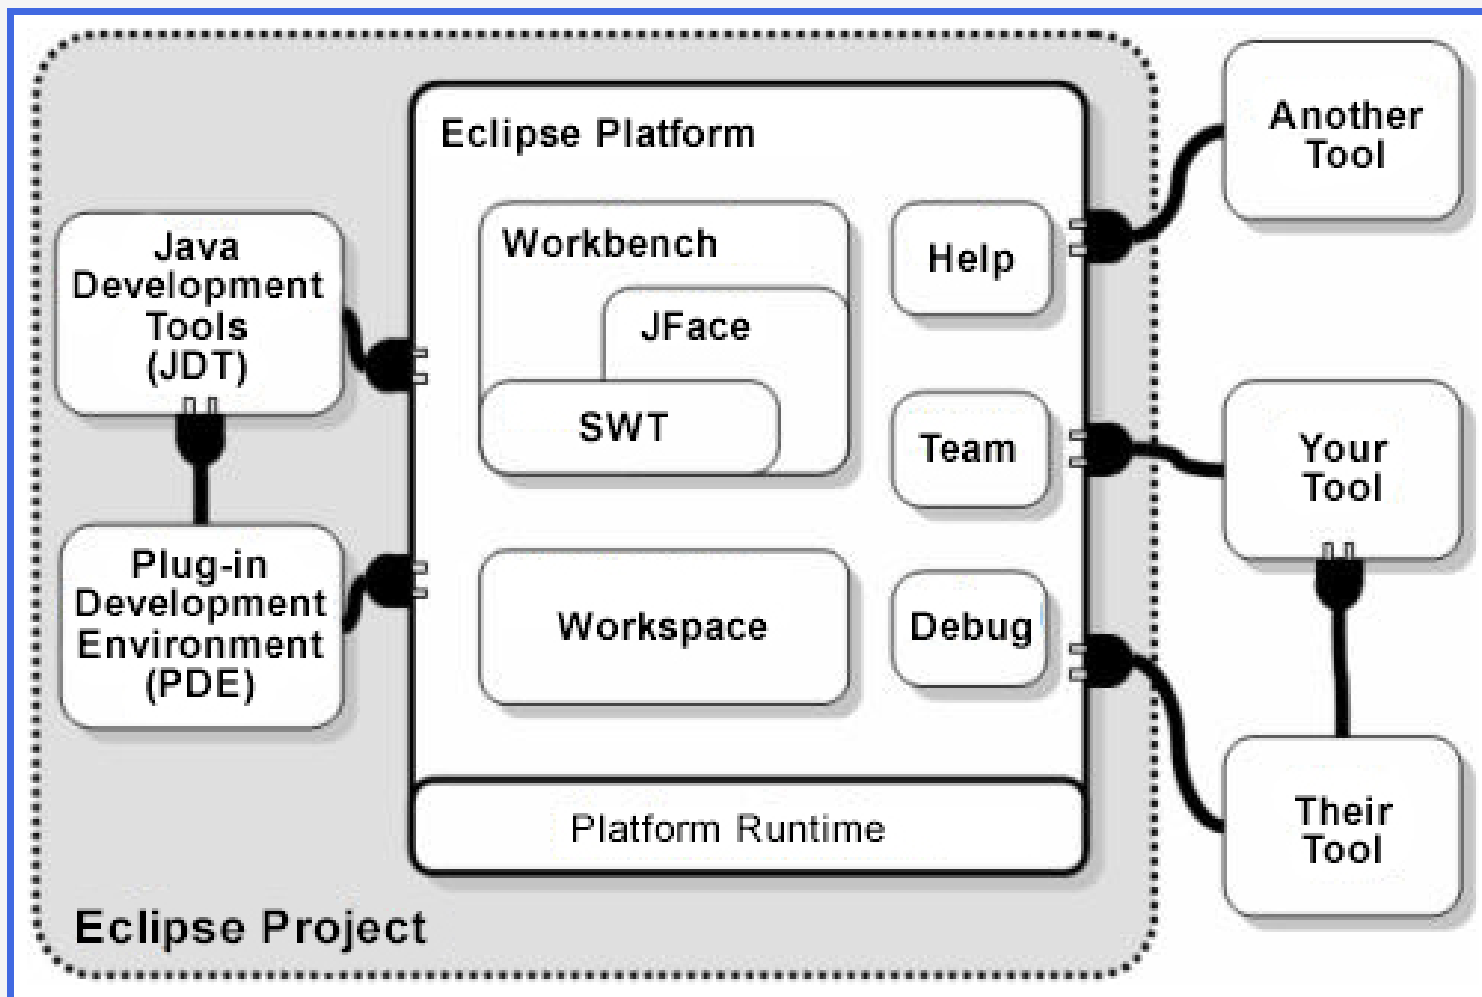 Eclipse Platform
Workbench
JFace
SWT
Workspace
Help
Team
Debug
Platform Runtime
Java
Development
Tools
(JDT)
Plug-in
Development
Environment
(PDE)
Eclipse Project
Another
Tool
Your
Tool
Their
Tool